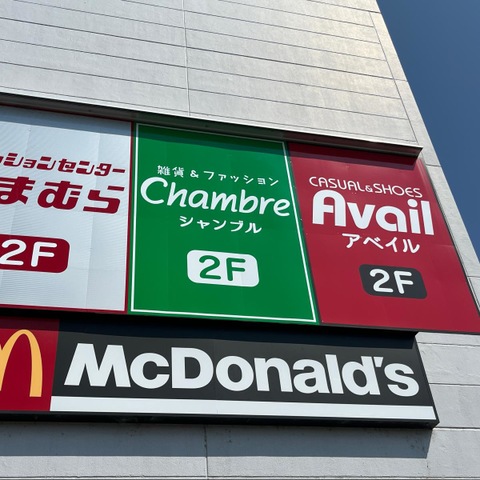 ッションセンター
まむら
2F
雑貨 & ファッション
Chambre
シャンブル
2F
CASUAL&SHOES
Avail
アベイル
2F
McDonald's